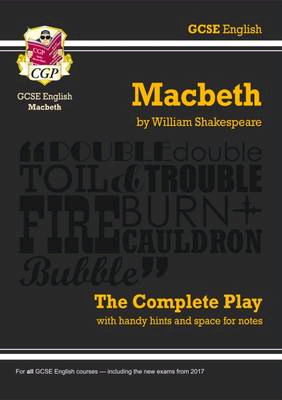 GCSE English
CGP
GCSE English
Macbeth
Macbeth
by William Shakespeare
"DOUBLE double
TOIL & TROUBLE
FIRE BURN +
CAULDRON
Bubble"
The Complete Play
with handy hints and space for notes
For all GCSE English courses — including the new exams from 2017